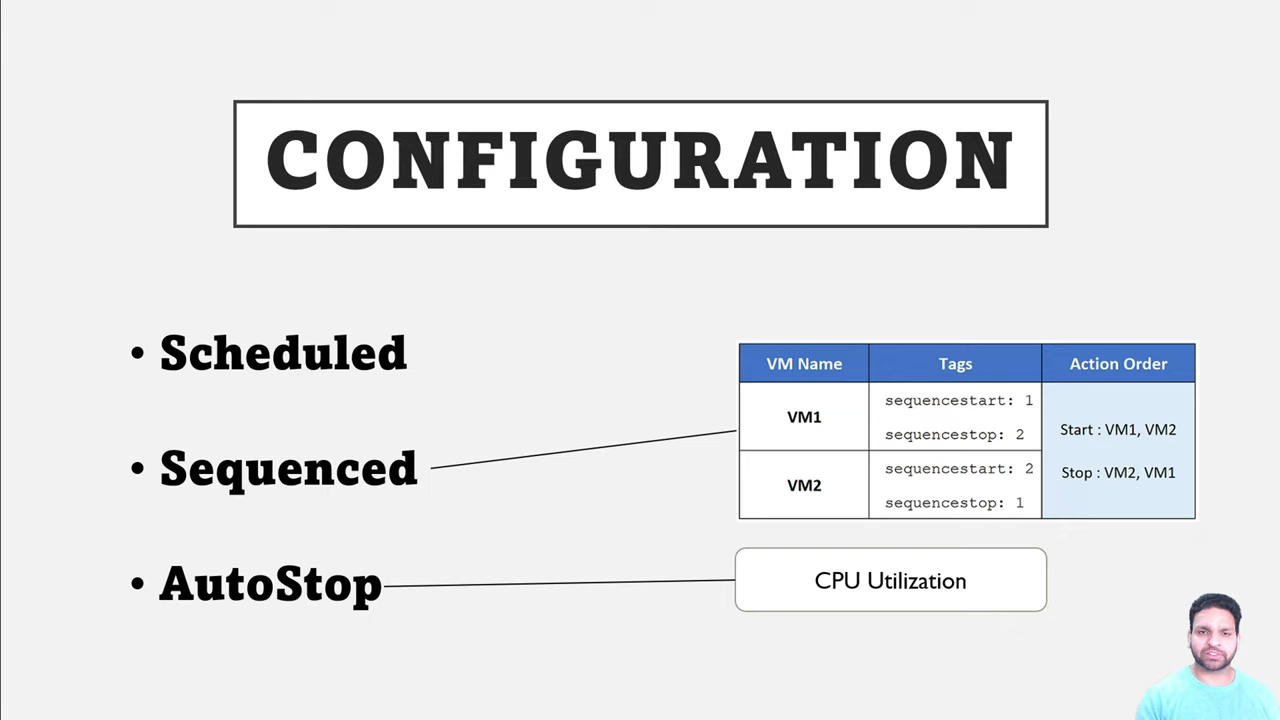 CONFIGURATION
• Scheduled
• Sequenced
• AutoStop
VM Name Tags Action Order
VM1 sequencestart: 1
sequencestop: 2
VM2 sequencestart: 2
sequencestop: 1
Start : VM1, VM2
Stop : VM2, VM1
CPU Utilization